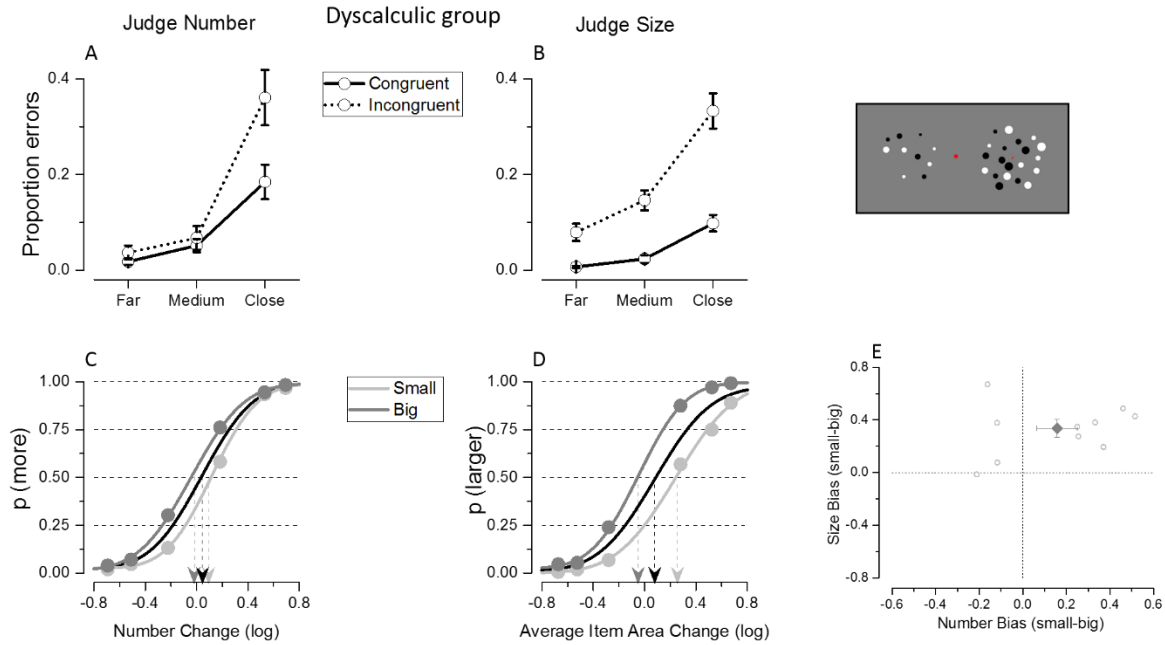 Dyscalculic group
Judge Number
Judge Size
A
B
Proportion errors
0.4
0.2
0.0
Far Medium Close
Congruent
Incongruent
0.4
0.2
0.0
Far Medium Close
C
p (more)
1.00
0.75
0.50
0.25
0.00
-0.8 -0.4 0.0 0.4 0.8
Number Change (log)
Small
Big
D
p (larger)
1.00
0.75
0.50
0.25
0.00
-0.8 -0.4 0.0 0.4 0.8
Average Item Area Change (log)
E
Size Bias (small-big)
0.8
0.4
0.0
-0.4
-0.8
-0.6 -0.4 -0.2 0.0 0.2 0.4 0.6
Number Bias (small-big)